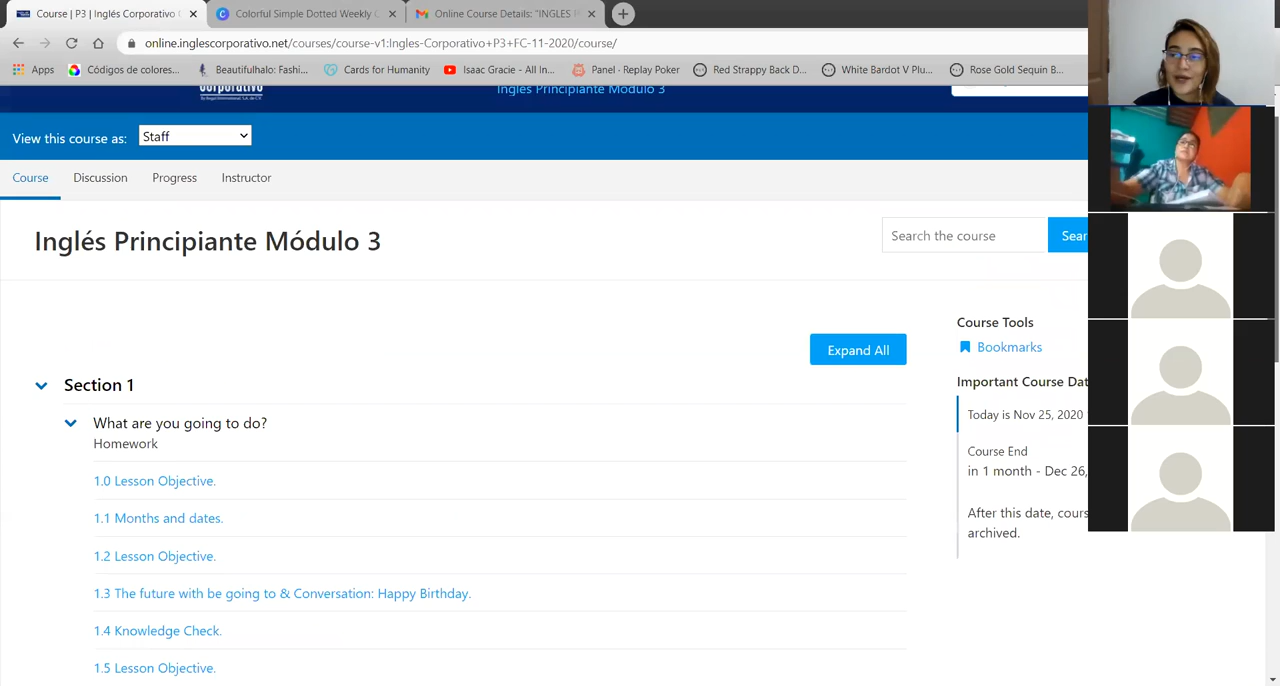 Course | P3 | Inglés Corporativo
Colorful Simple Dotted Weekly
Online Course Details: "INGLES
online.inglescorporativo.net/courses/course-v1:Ingles-Corporativo+P3+FC-11-2020/course/
Apps
Códigos de colores...
Beautifulhalo: Fashi...
Cards for Humanity
Isaac Gracie - All In...
Panel · Replay Poker
Red Strappy Back D...
White Bardot V Plu...
Rose Gold Sequin B...
corporativo
Inglés Principiante Módulo 3
View this course as:
Staff
Course
Discussion
Progress
Instructor
Inglés Principiante Módulo 3
Search the course
Sear
Expand All
Course Tools
Bookmarks
Important Course Dat
Today is Nov 25, 2020
Course End
in 1 month - Dec 26,
After this date, cours
archived.
Section 1
What are you going to do?
Homework
1.0 Lesson Objective.
1.1 Months and dates.
1.2 Lesson Objective.
1.3 The future with be going to & Conversation: Happy Birthday.
1.4 Knowledge Check.
1.5 Lesson Objective.